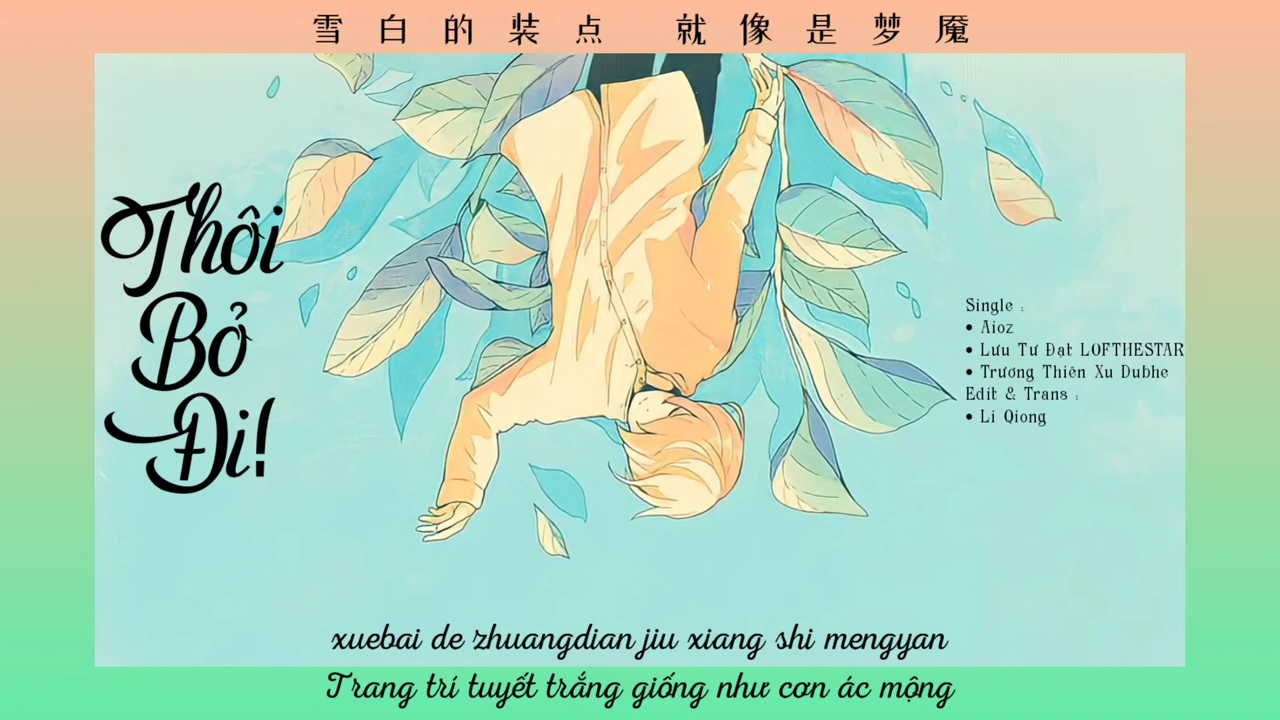 雪白的装点 就像是梦魇
Thôi
Bỏ
Đi!
Single :
• Aioz
• Lưu Tư Đạt LOFTHESTAR
• Trương Thiên Xu Dubhe
Edit & Trans :
• Li Qiong
xuebai de zhuangdian jiu xiang shi mengyan
Trang trí tuyết trắng giống như cơn ác mộng